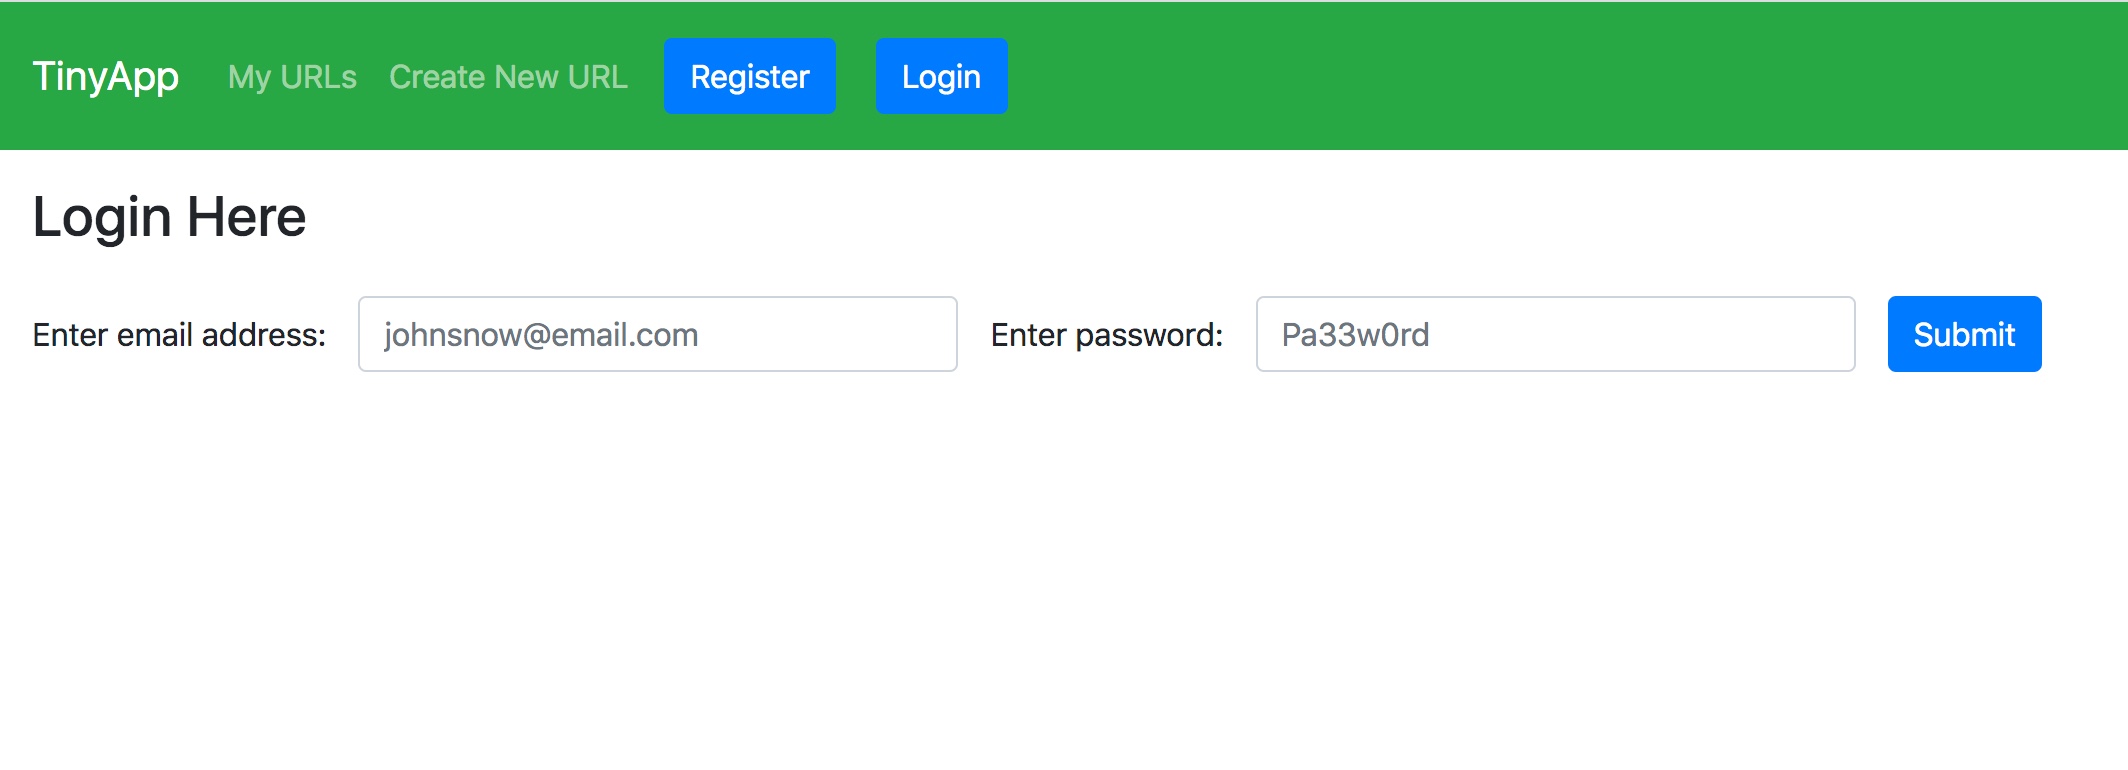 TinyApp My URLs Create New URL Register Login
Login Here
Enter email address: johnsnow@email.com Enter password: Pa33w0rd Submit